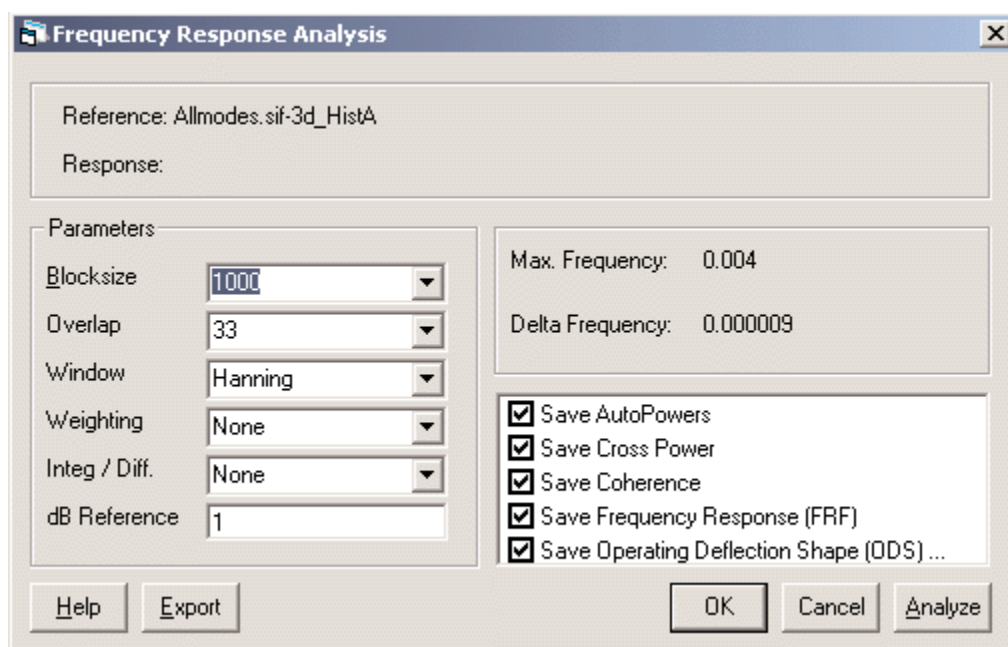 Frequency Response Analysis
Reference: Allmodes.sif-3d_HistA
Response:
Parameters
Blocksize 1000
Overlap 33
Window Hanning
Weighting None
Integ / Diff. None
dB Reference 1
Max. Frequency: 0.004
Delta Frequency: 0.000009
Save AutoPowers
Save Cross Power
Save Coherence
Save Frequency Response (FRF)
Save Operating Deflection Shape (ODS) ...
Help Export OK Cancel Analyze